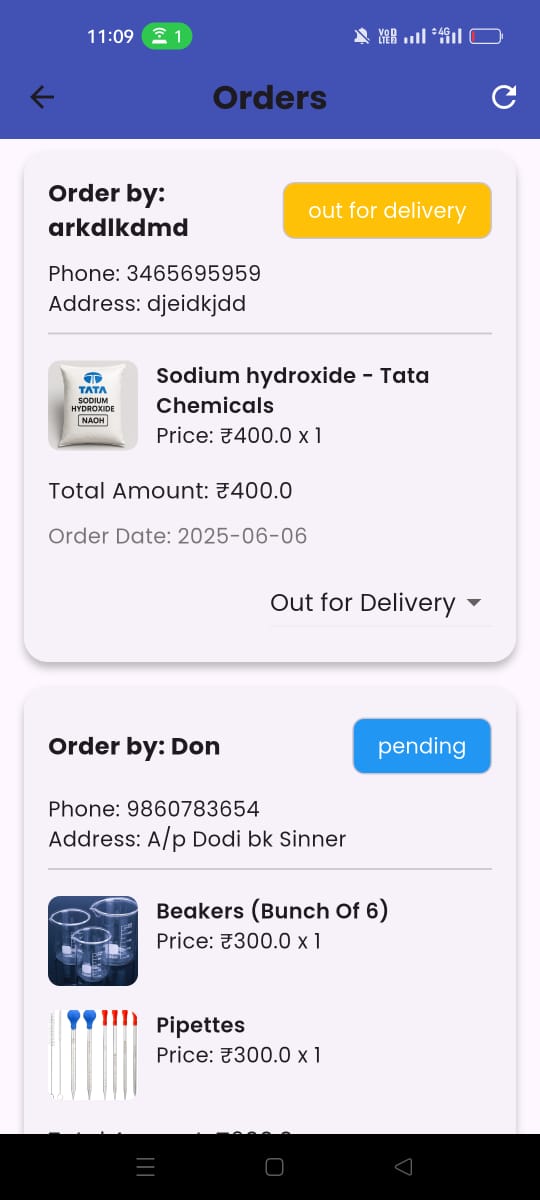 11:09
1
VoD
LTE2
4G
Orders
Order by:
arkdlkdmd
out for delivery
Phone: 3465695959
Address: djeidkjdd
TATA
SODIUM
HYDROXIDE
NAOH
Sodium hydroxide - Tata
Chemicals
Price: ₹400.0 x 1
Total Amount: ₹400.0
Order Date: 2025-06-06
Out for Delivery
Order by: Don
pending
Phone: 9860783654
Address: A/p Dodi bk Sinner
Beakers (Bunch Of 6)
Price: ₹300.0 x 1
Pipettes
Price: ₹300.0 x 1